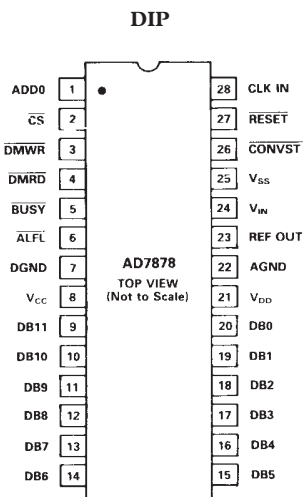 DIP
ADD0 1 28 CLK IN
CS 2 27 RESET
DMWR 3 26 CONVST
DMRD 4 25 VSS
BUSY 5 24 VIN
ALFL 6 23 REF OUT
DGND 7 AD7878 22 AGND
TOP VIEW
VCC 8 (Not to Scale) 21 VDD
DB11 9 20 DB0
DB10 10 19 DB1
DB9 11 18 DB2
DB8 12 17 DB3
DB7 13 16 DB4
DB6 14 15 DB5